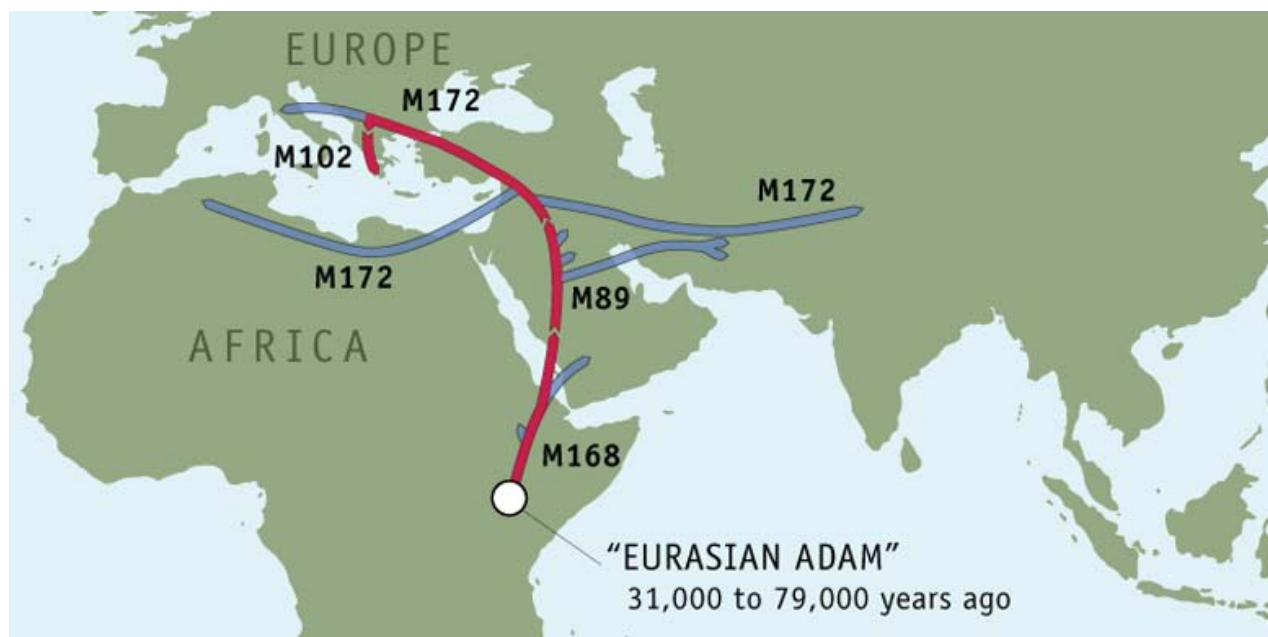 EUROPE
M172
M102
M172
M172
M89
AFRICA
M168
“EURASIAN ADAM”
31,000 to 79,000 years ago